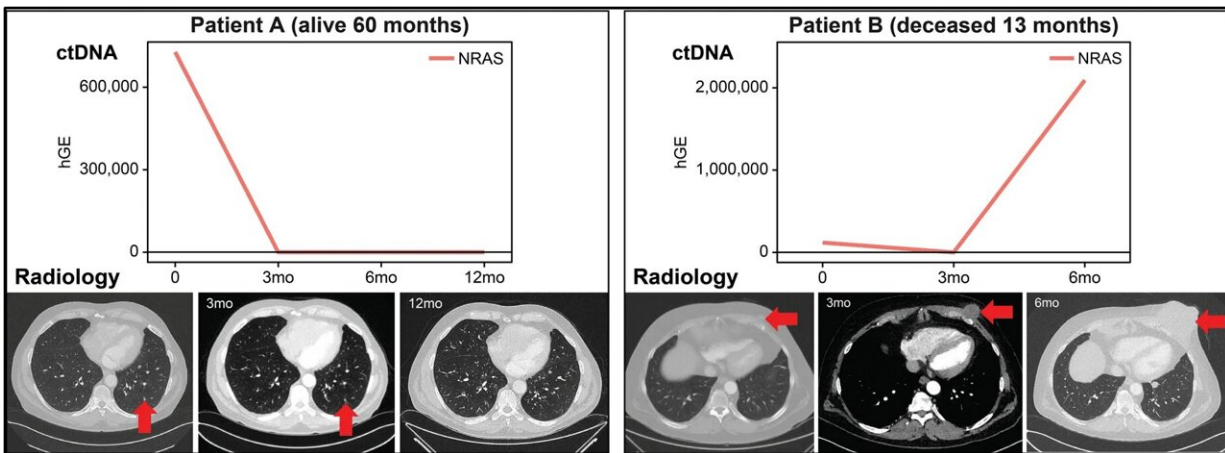 Patient A (alive 60 months)
ctDNA
NRAS
hGE
600,000
300,000
0
0 3mo 6mo 12mo
Radiology
3mo
12mo
Patient B (deceased 13 months)
ctDNA
NRAS
hGE
2,000,000
1,000,000
0
0 3mo 6mo
Radiology
3mo
6mo